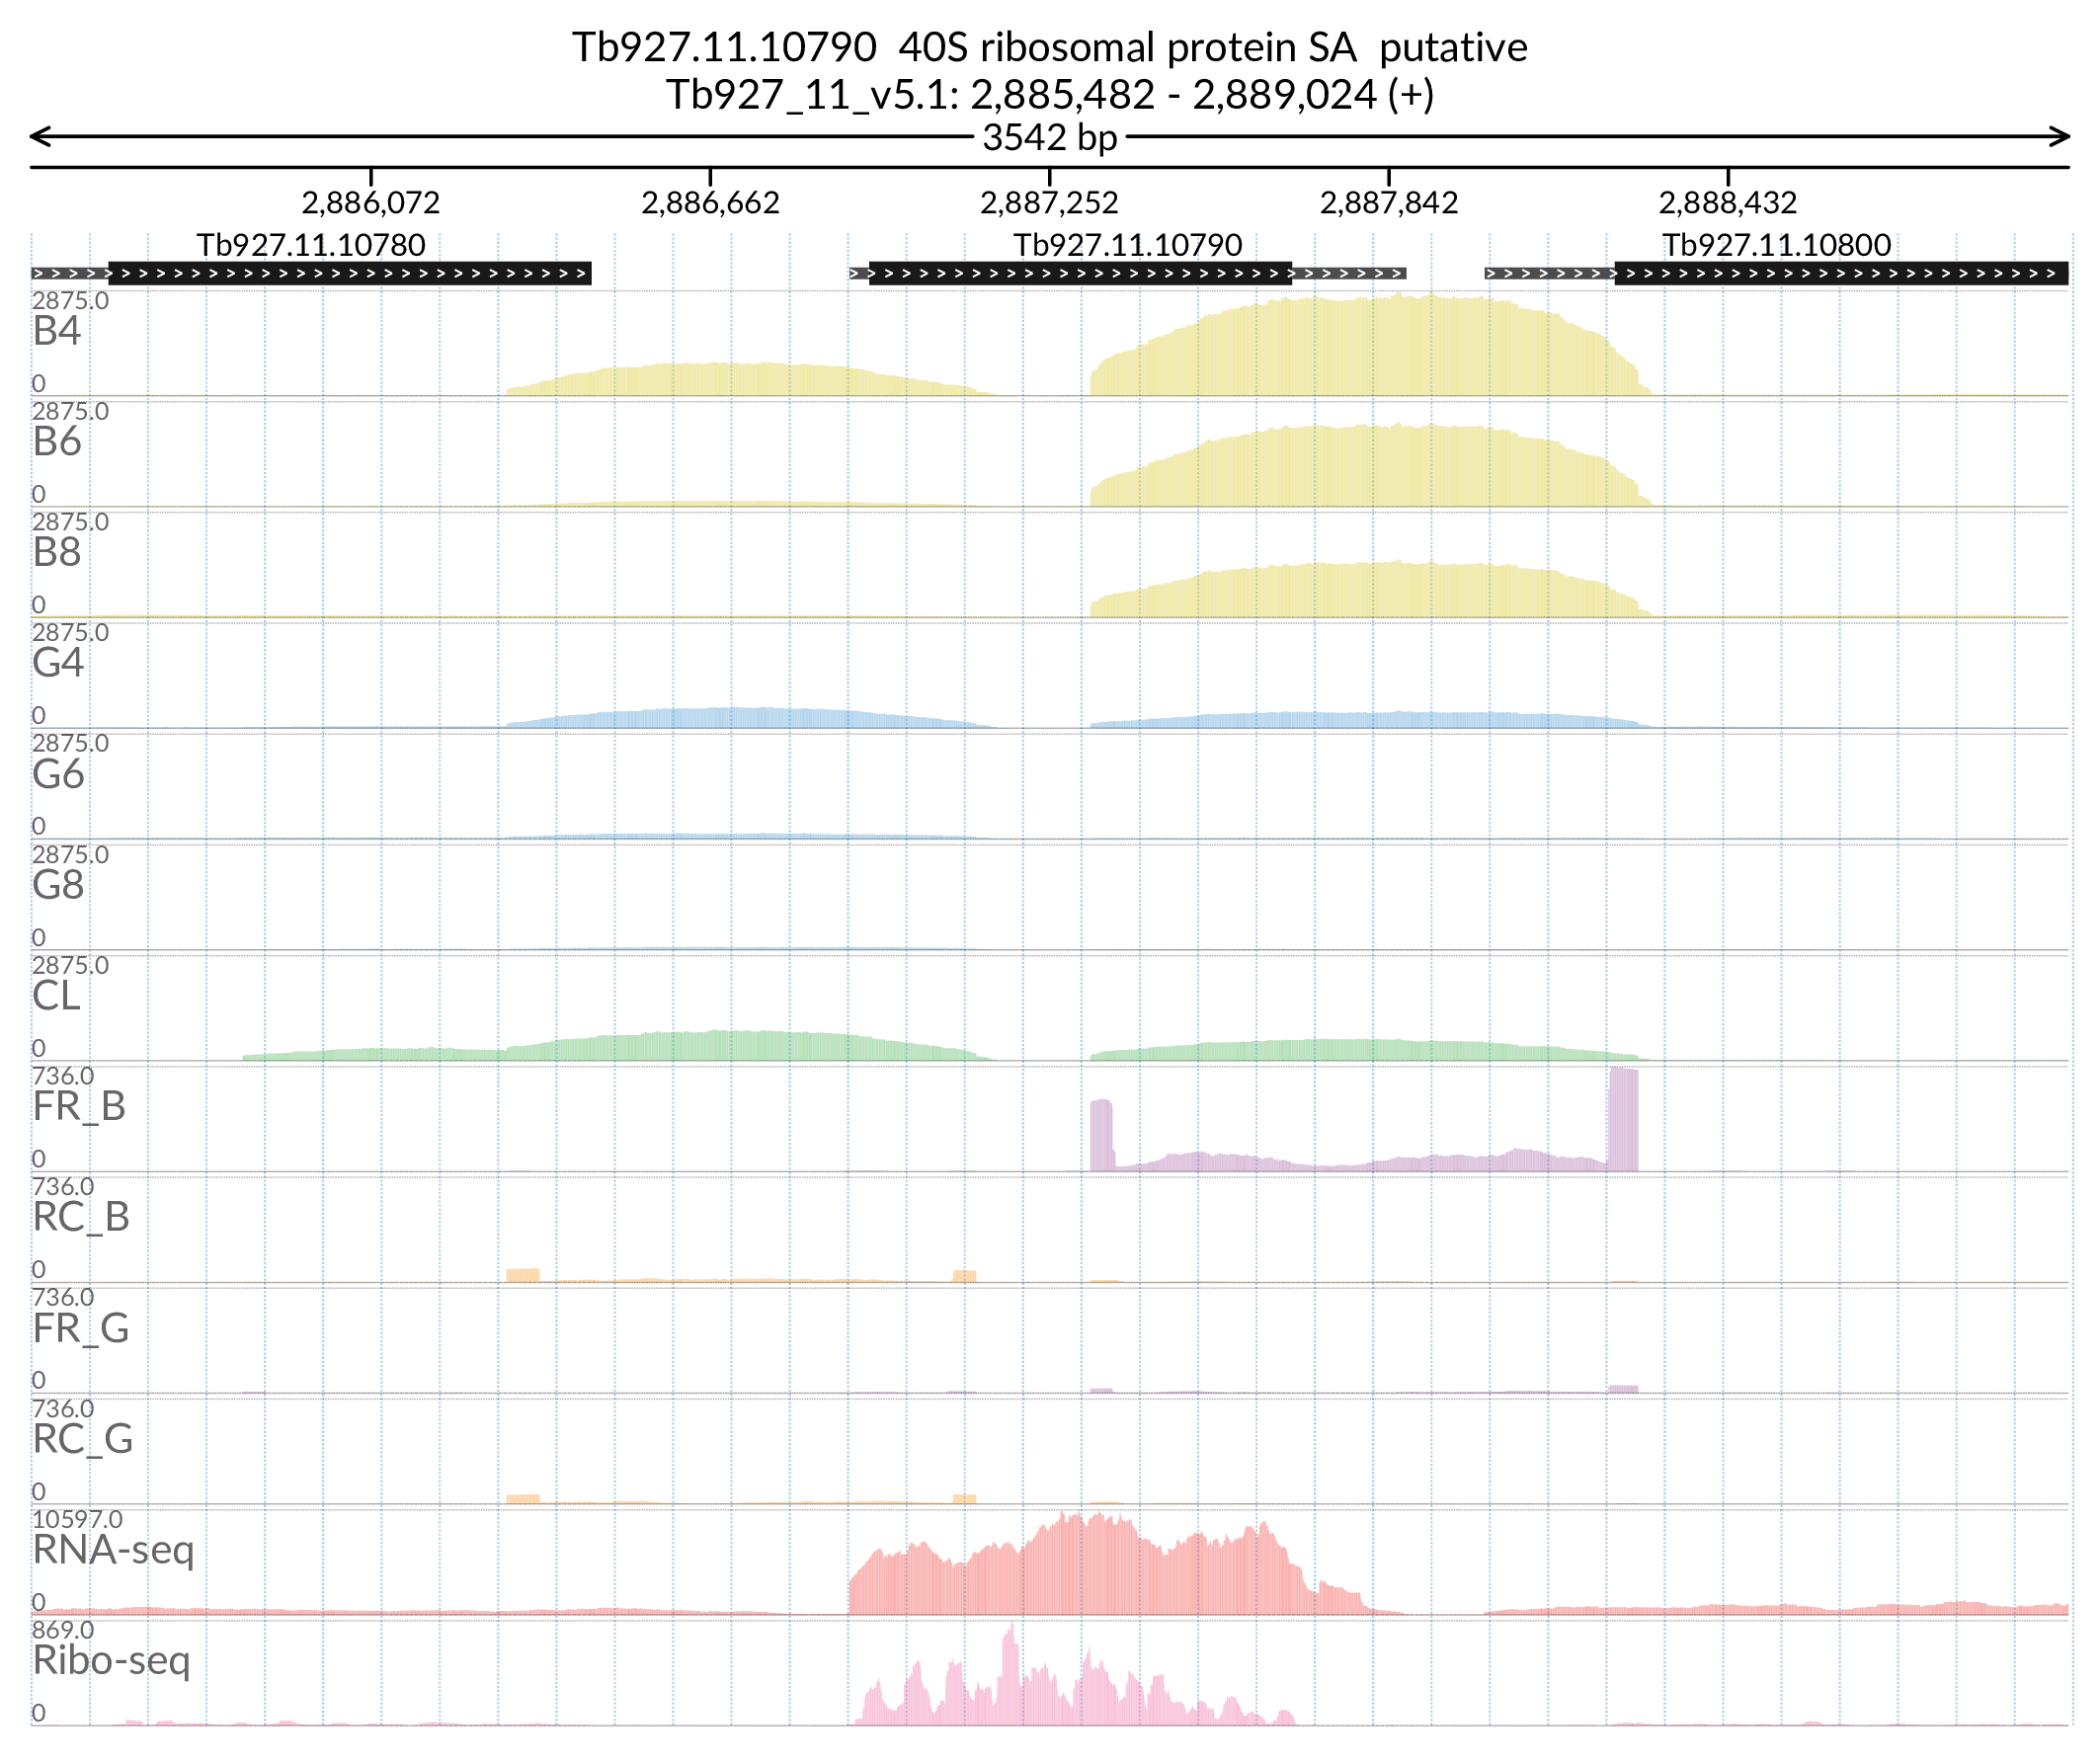 Tb927.11.10790  40S ribosomal protein SA  putative
Tb927_11_v5.1: 2,885,482 - 2,889,024 (+)
3542 bp
2,886,072 2,886,662 2,887,252 2,887,842 2,888,432
Tb927.11.10780 Tb927.11.10790 Tb927.11.10800
2875.0
B4
0
2875.0
B6
0
2875.0
B8
0
2875.0
G4
0
2875.0
G6
0
2875.0
G8
0
2875.0
CL
0
736.0
FR_B
0
736.0
RC_B
0
736.0
FR_G
0
736.0
RC_G
0
10597.0
RNA-seq
0
869.0
Ribo-seq
0